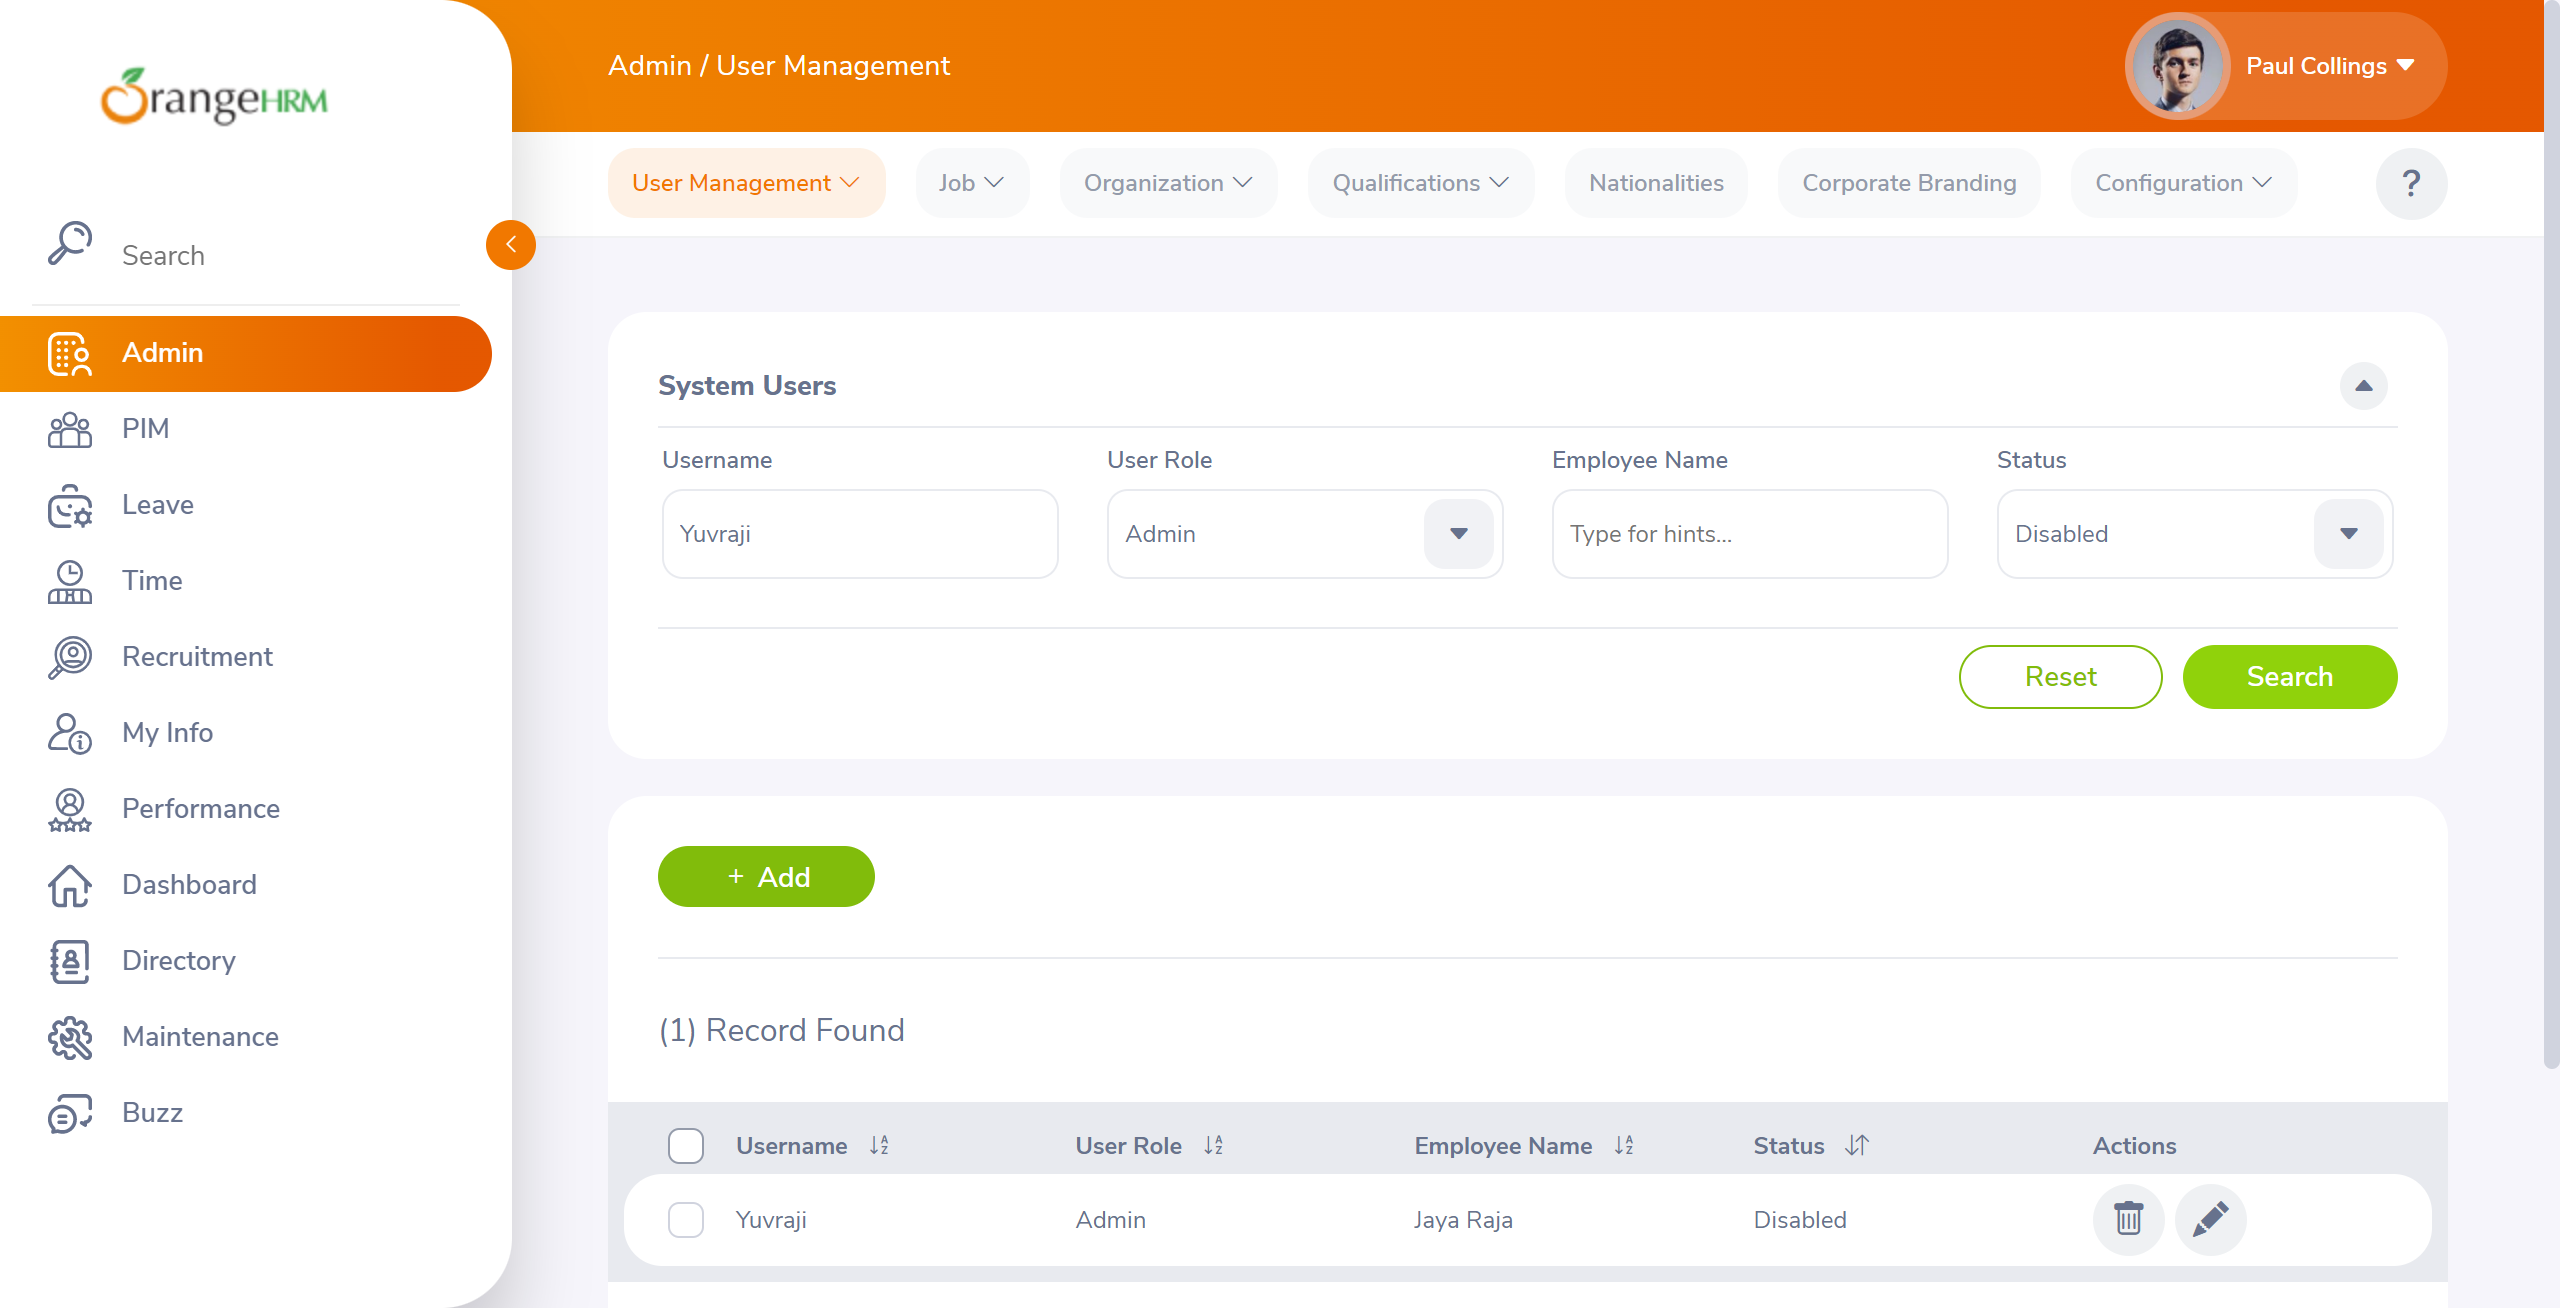 OrangeHRM
Search
Admin
PIM
Leave
Time
Recruitment
My Info
Performance
Dashboard
Directory
Maintenance
Buzz
Admin / User Management
Paul Collings
User Management
Job
Organization
Qualifications
Nationalities
Corporate Branding
Configuration
?
System Users
Username
User Role
Employee Name
Status
Yuvraji
Admin
Type for hints...
Disabled
Reset
Search
+ Add
(1) Record Found
Username
User Role
Employee Name
Status
Actions
Yuvraji
Admin
Jaya Raja
Disabled